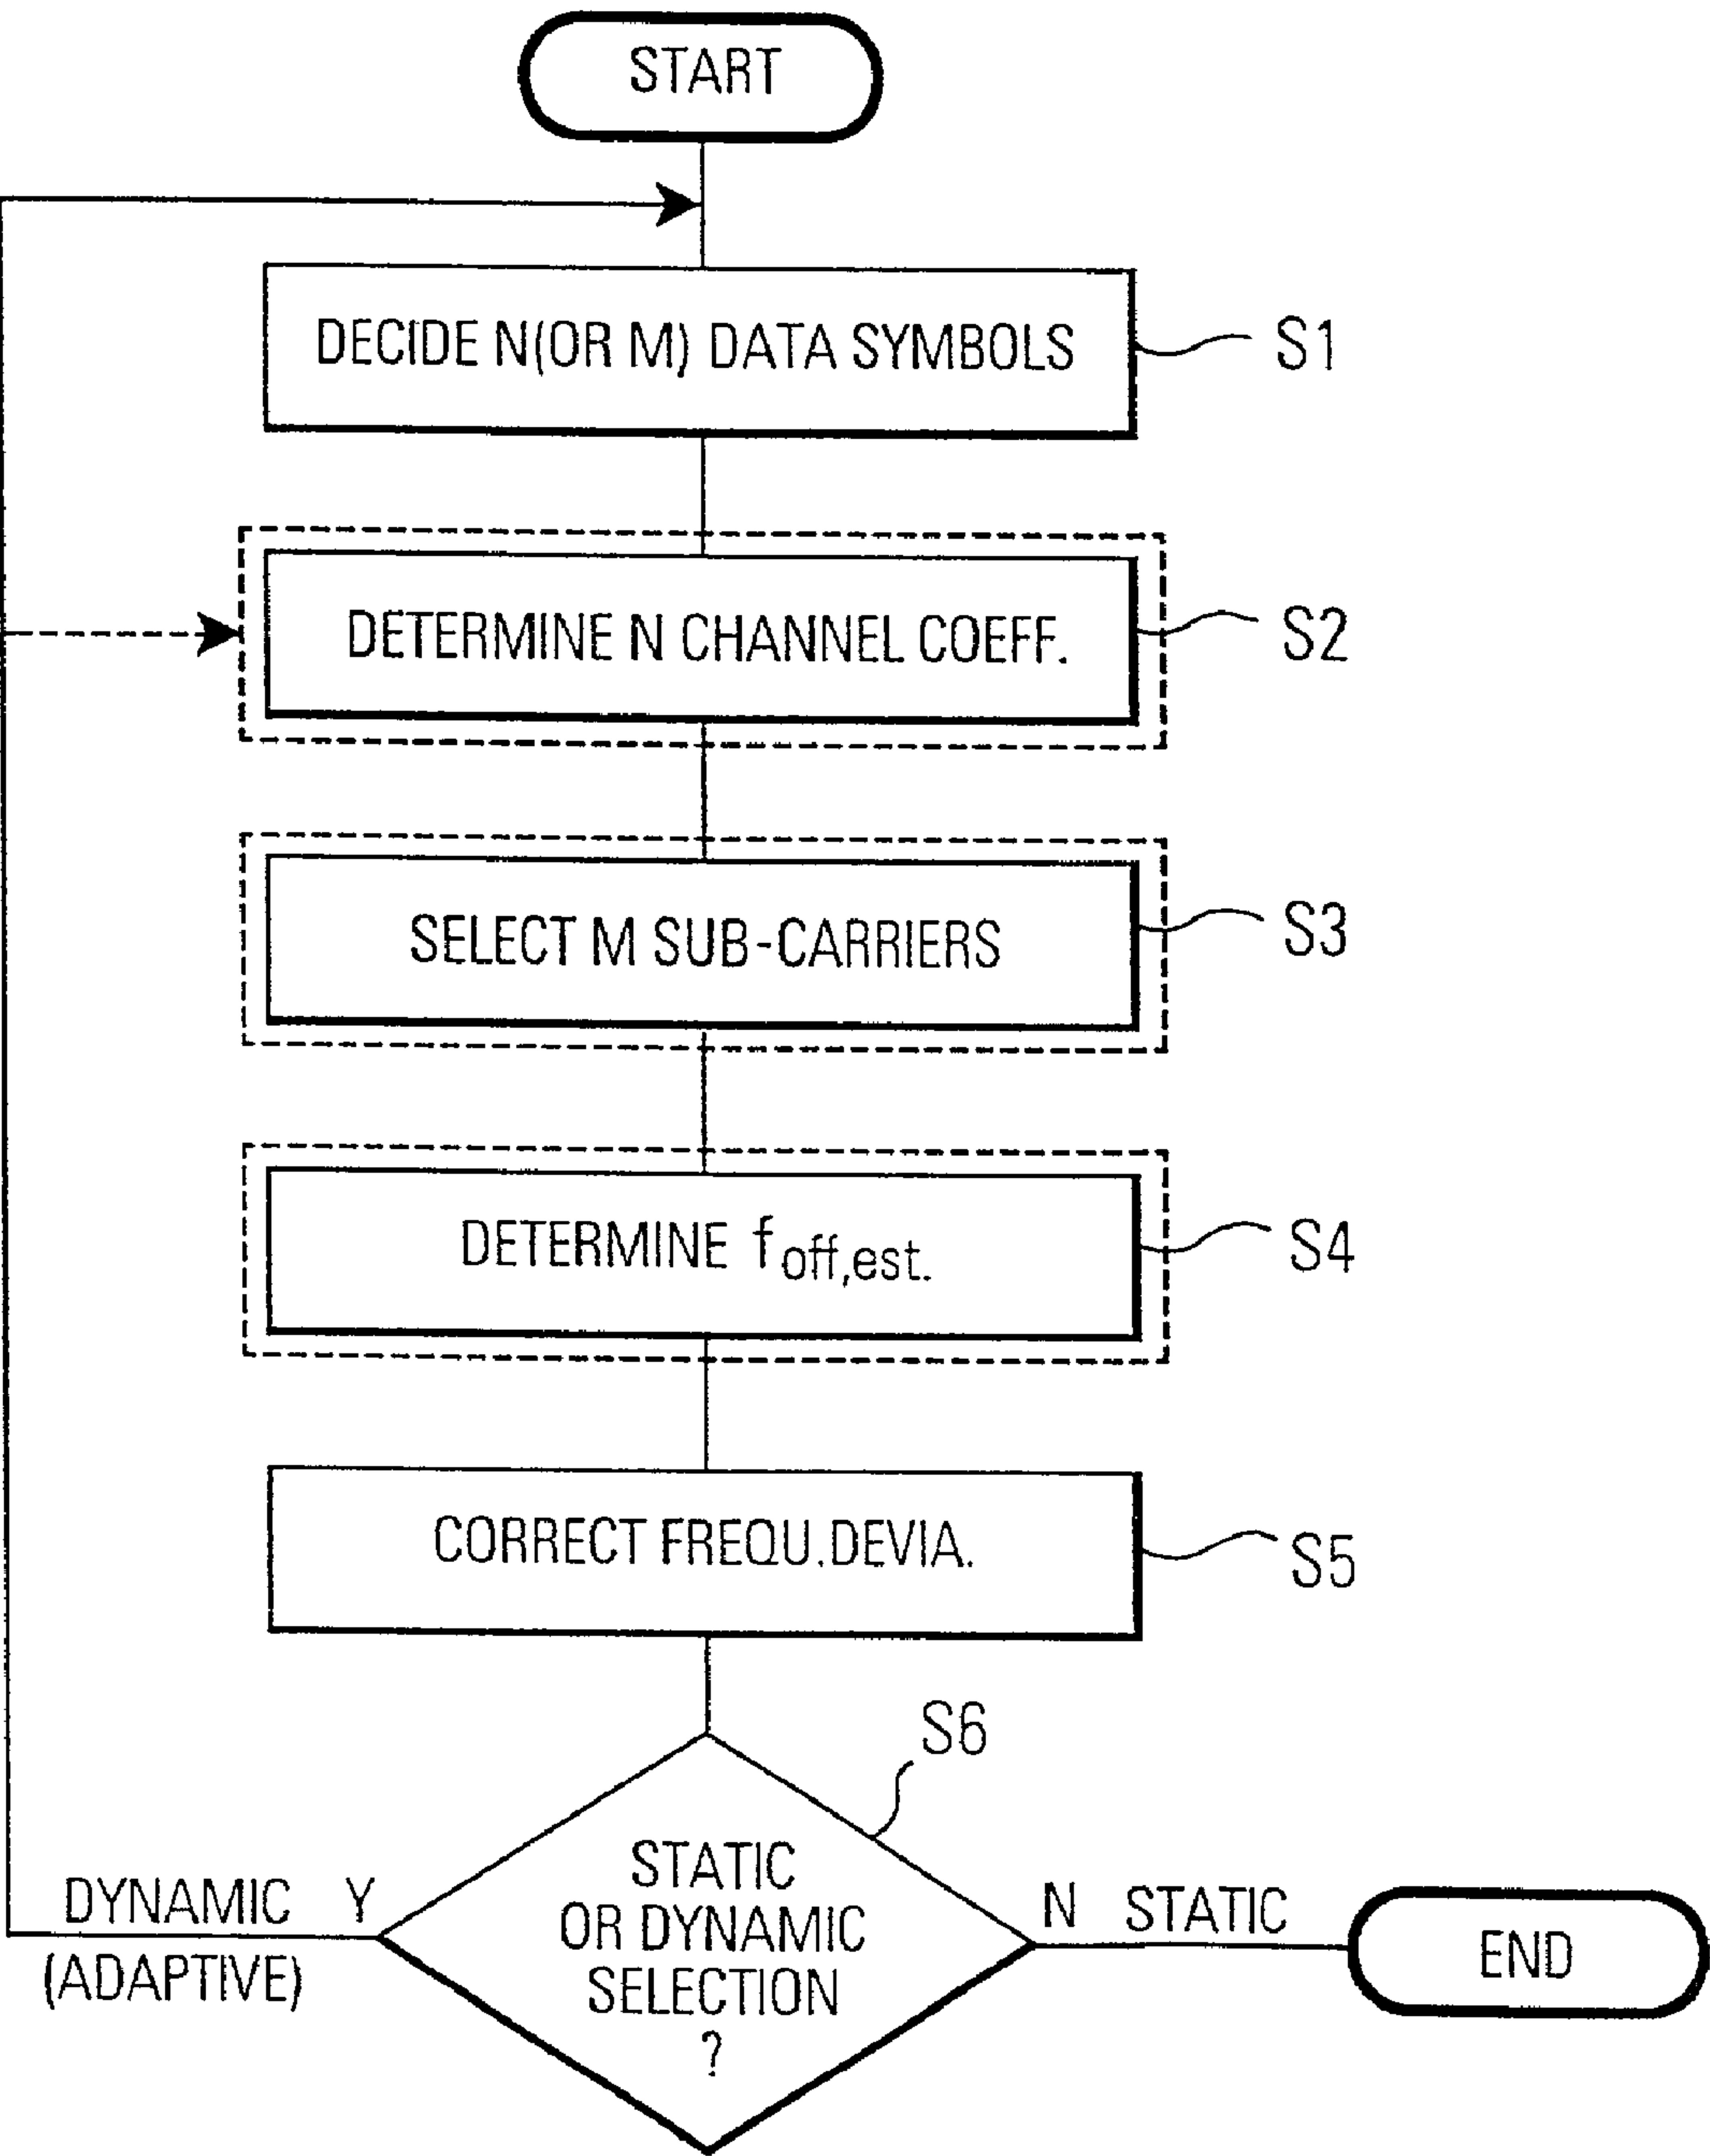 START
DECIDE N(OR M) DATA SYMBOLS
S1
DETERMINE N CHANNEL COEFF.
S2
SELECT M SUB-CARRIERS
S3
DETERMINE foff,est.
S4
CORRECT FREQU.DEVIA.
S5
S6
STATIC
OR DYNAMIC
SELECTION
?
DYNAMIC Y
(ADAPTIVE)
N STATIC
END